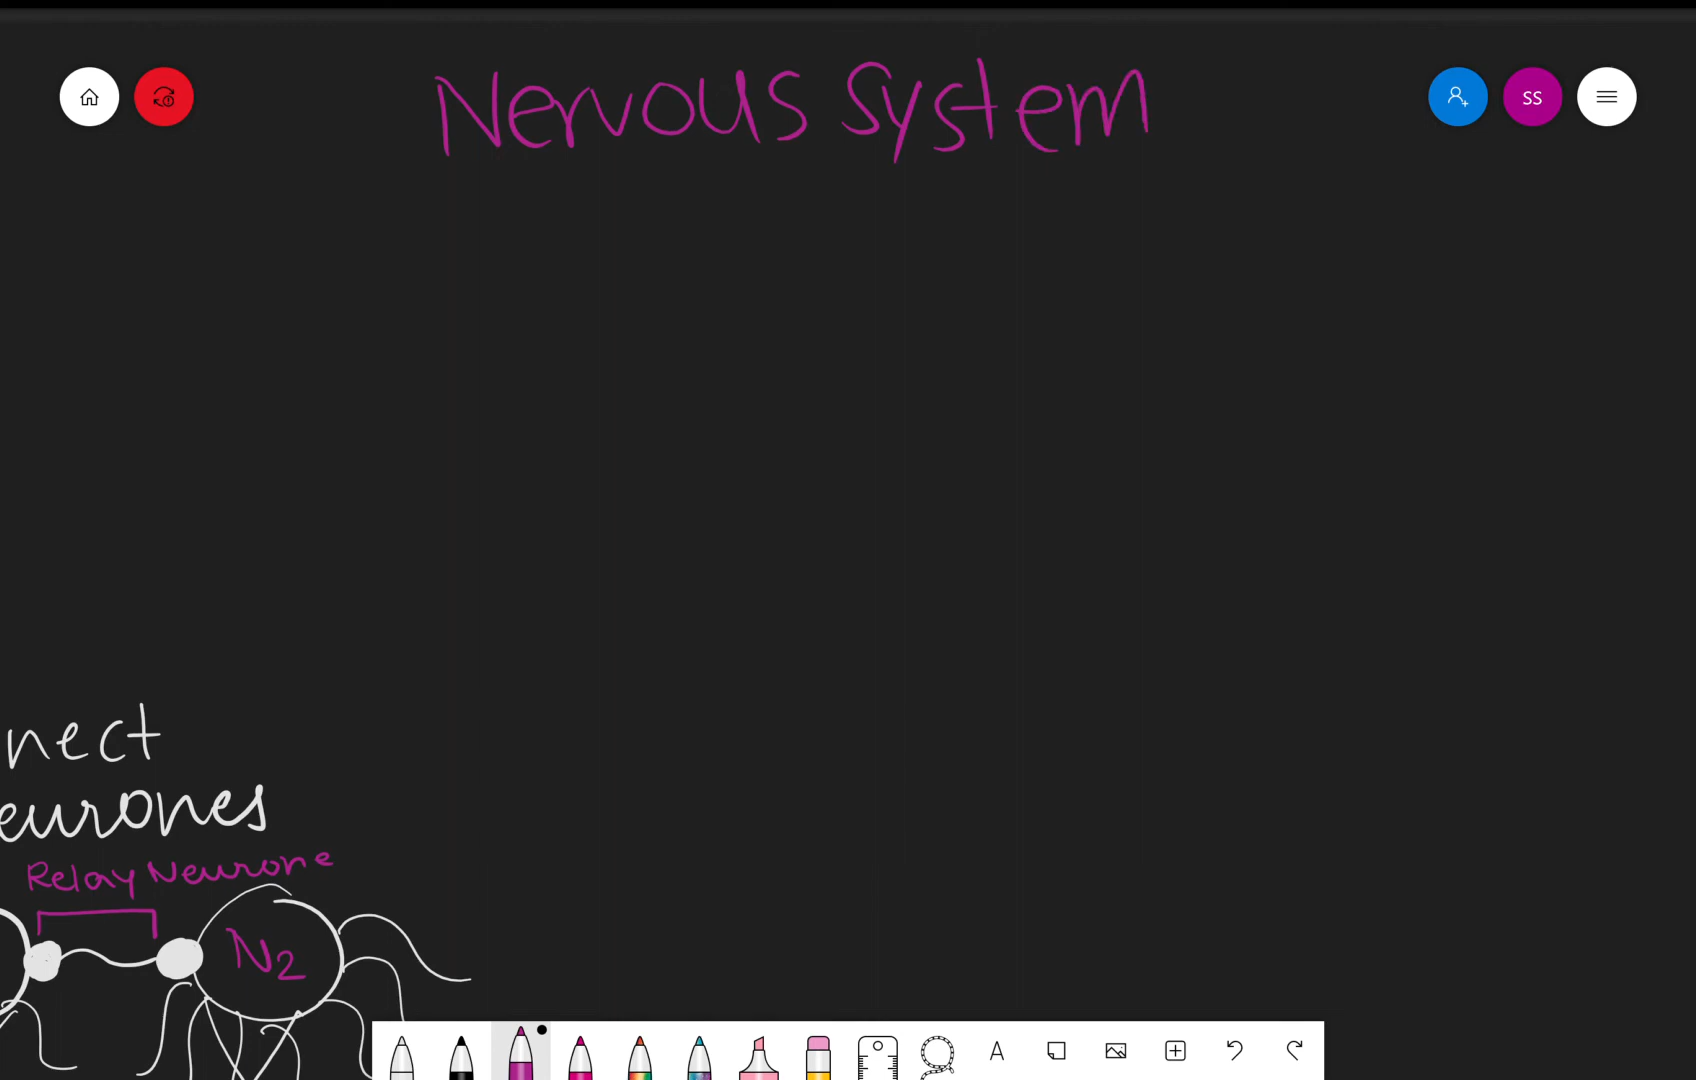 Nervous System
SS
nect
eurones
Relay Neurone
N2